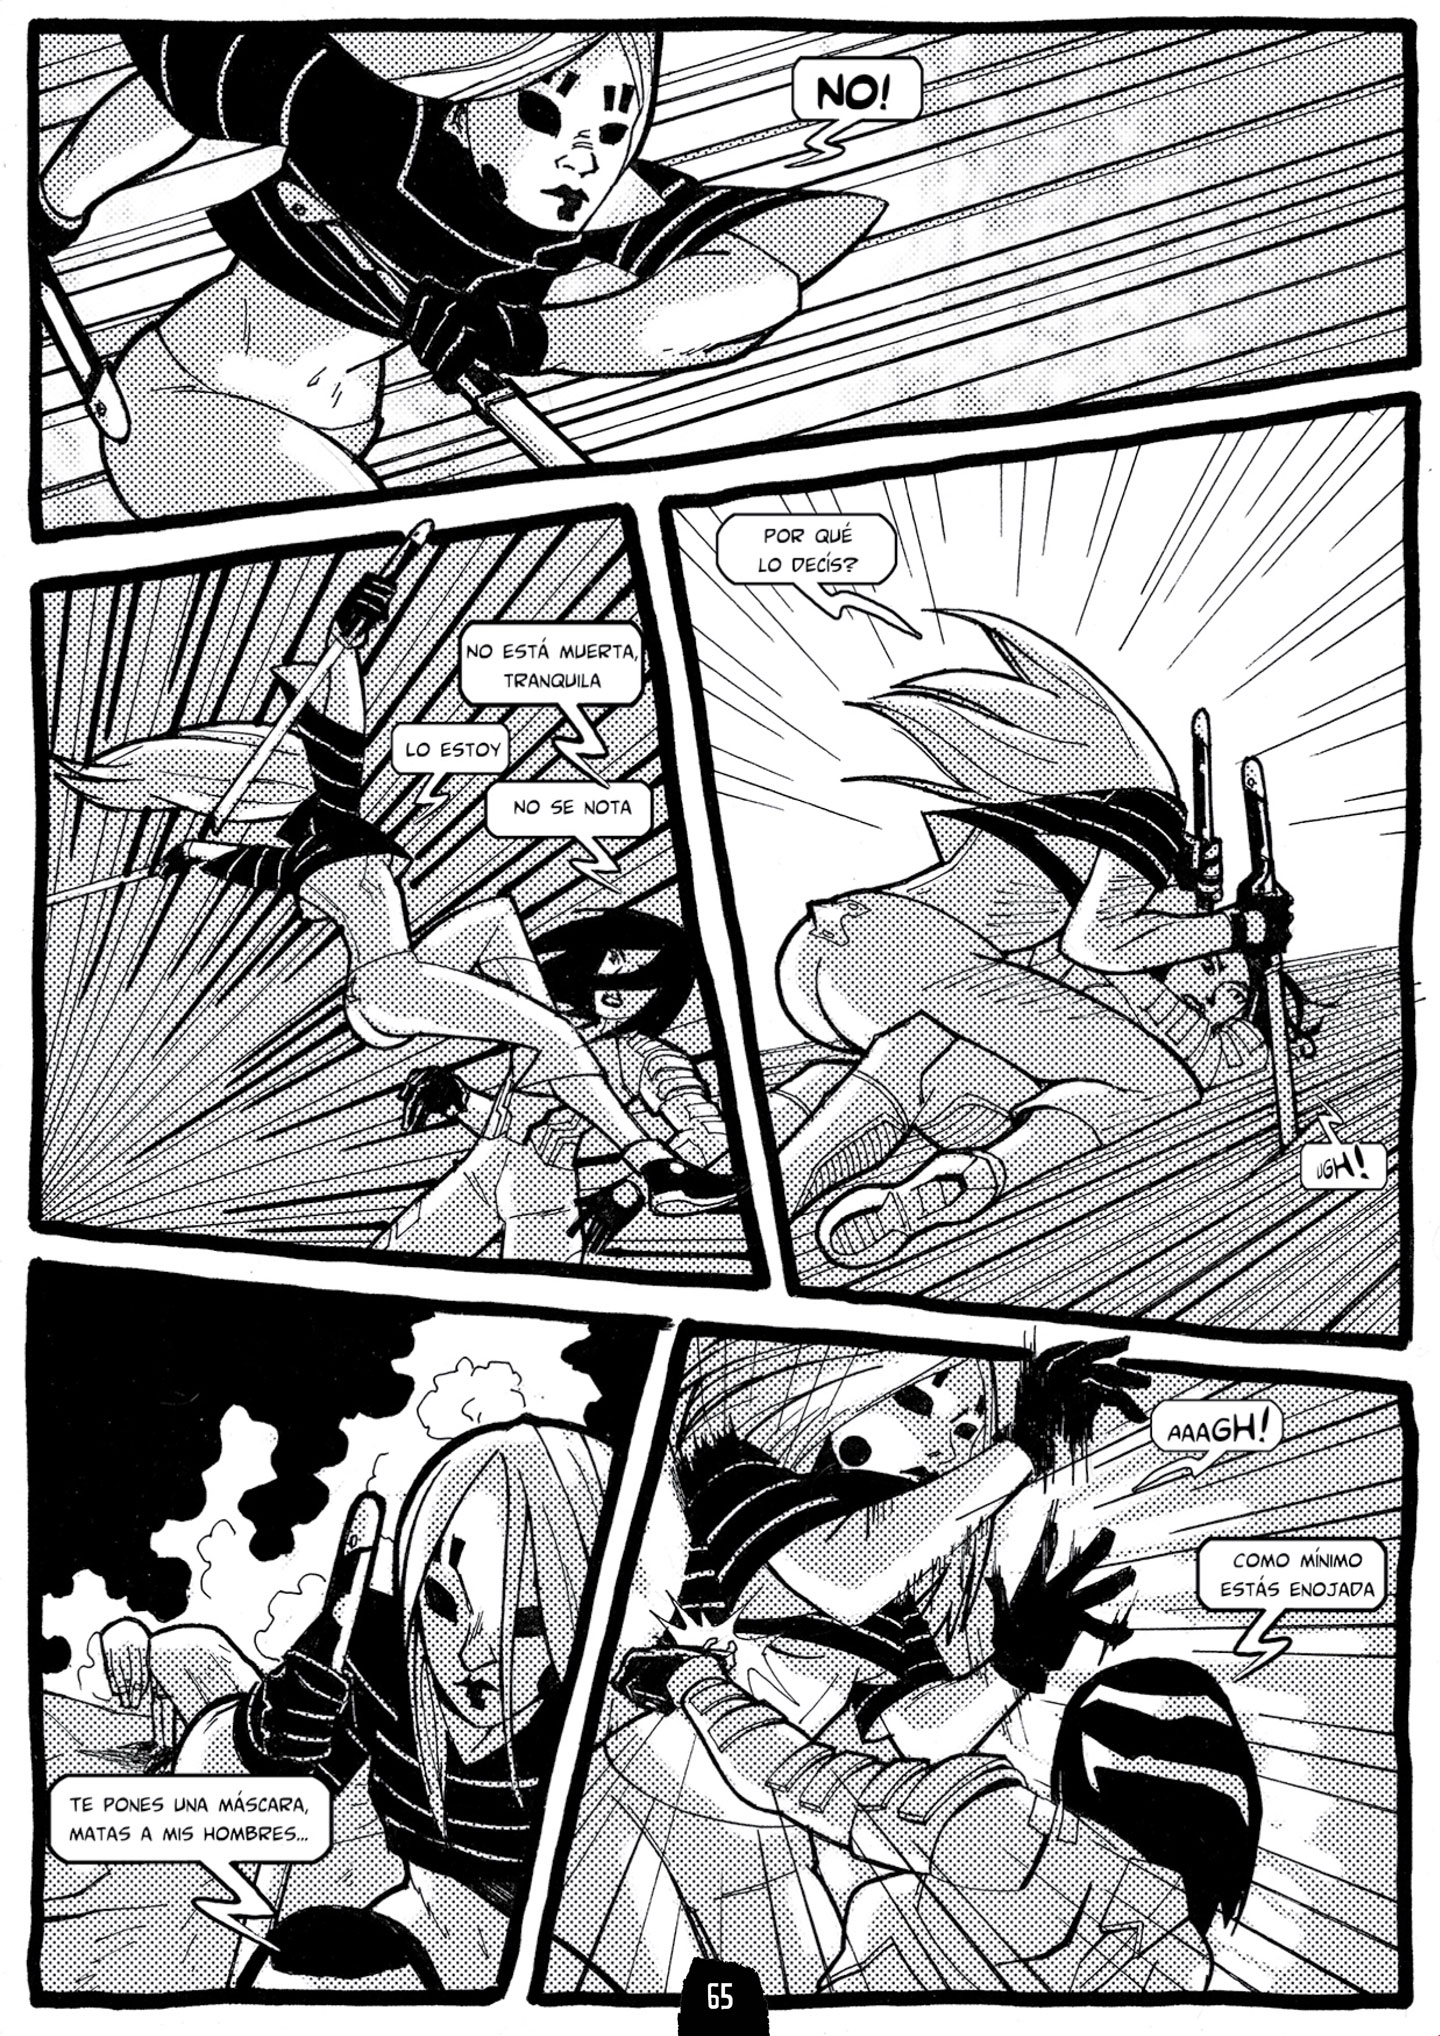 NO!
NO ESTÁ MUERTA,
TRANQUILA
LO ESTOY
NO SE NOTA
POR QUÉ
LO DECÍS?
UGH!
TE PONES UNA MÁSCARA,
MATAS A MIS HOMBRES...
AAAGH!
COMO MÍNIMO
ESTÁS ENOJADA
65